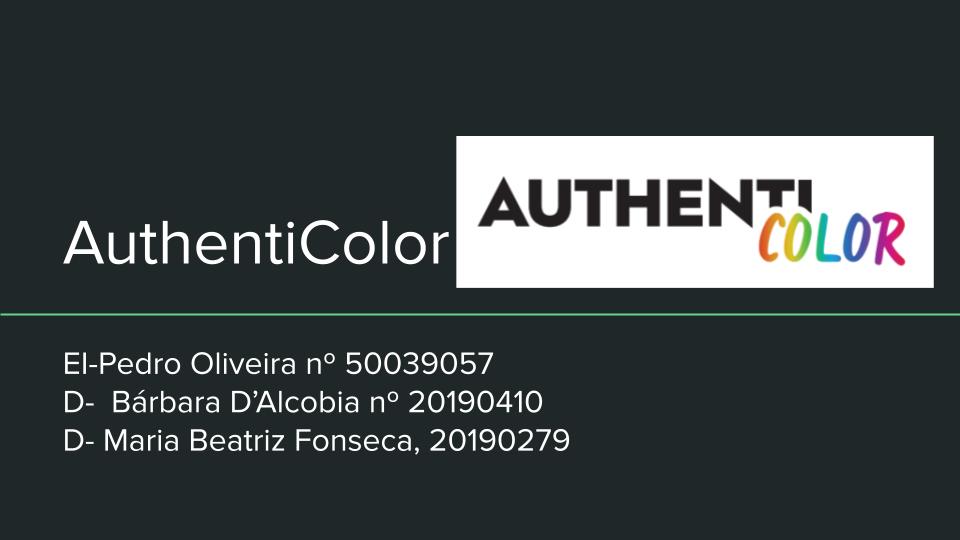 AuthentiColor
AUTHENTI
COLOR
EI-Pedro Oliveira nº 50039057
D-  Bárbara D’Alcobia nº 20190410
D- Maria Beatriz Fonseca, 20190279